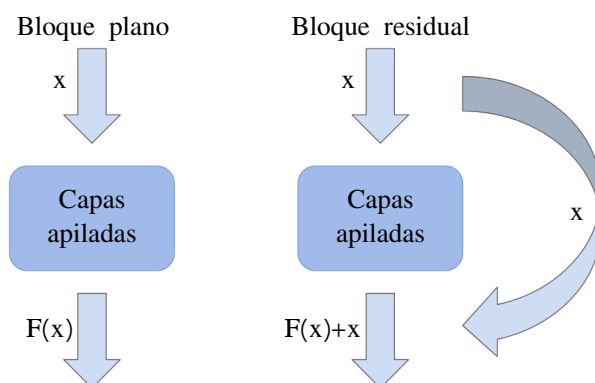 Bloque plano
x
Capas
apiladas
F(x)
Bloque residual
x
Capas
apiladas
x
F(x)+x